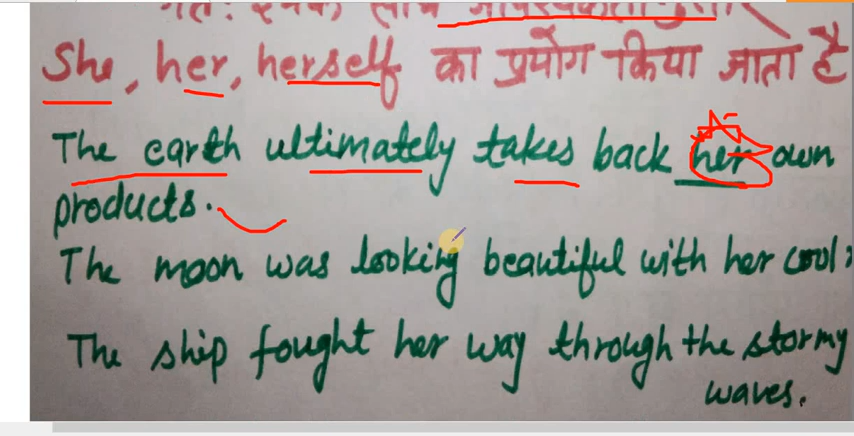 She, her, herself का प्रयोग किया जाता है
The earth ultimately takes back her own
products.
The moon was looking beautiful with her cool
The ship fought her way through the stormy
waves.